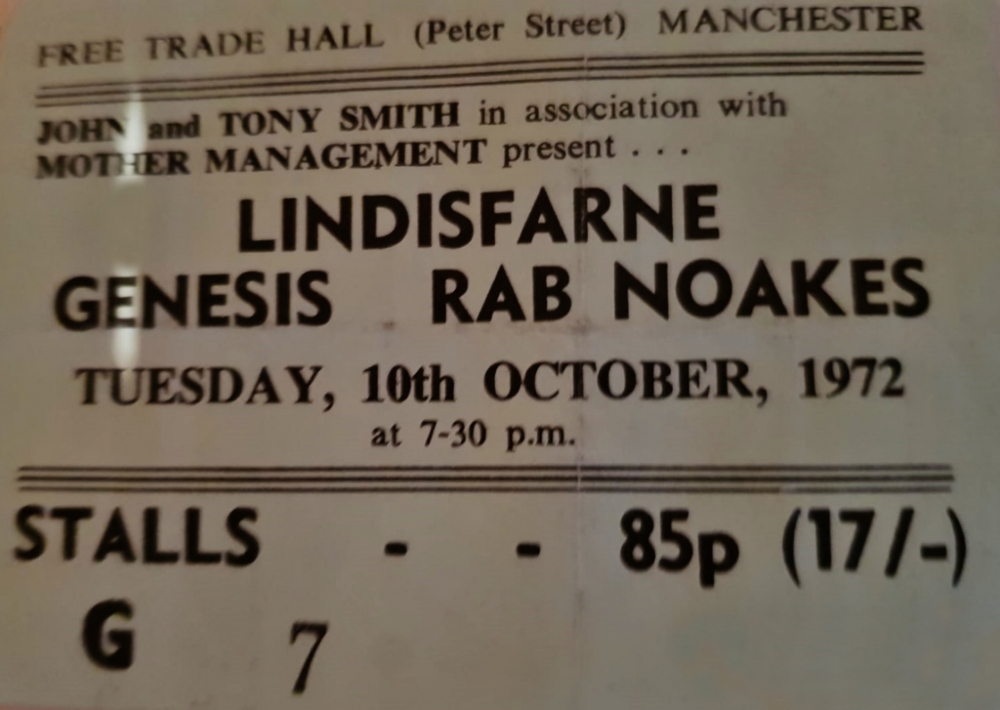 FREE TRADE HALL (Peter Street) MANCHESTER
JOHN and TONY SMITH in association with
MOTHER MANAGEMENT present . . .
LINDISFARNE
GENESIS RAB NOAKES
TUESDAY, 10th OCTOBER, 1972
at 7-30 p.m.
STALLS - - 85p (17/-)
G 7